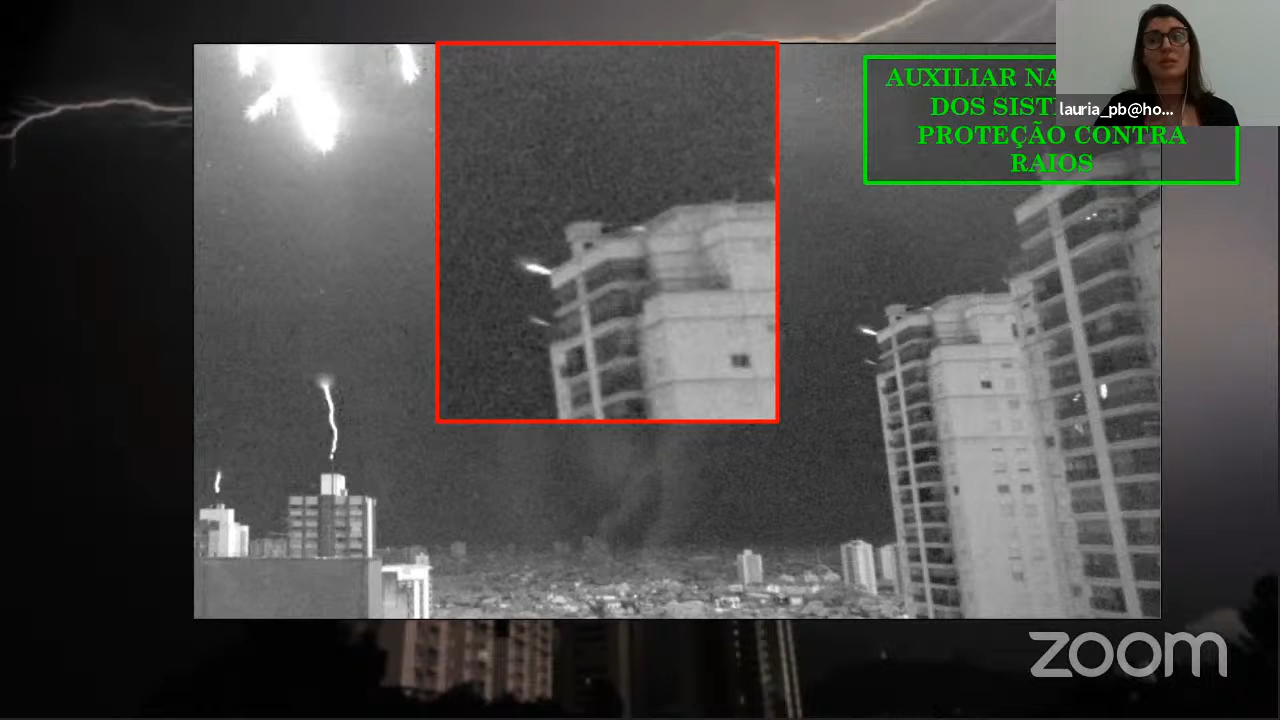 AUXILIAR NA
DOS SIST
PROTEÇÃO CONTRA
RAIOS
lauria_pb@ho...
zoom